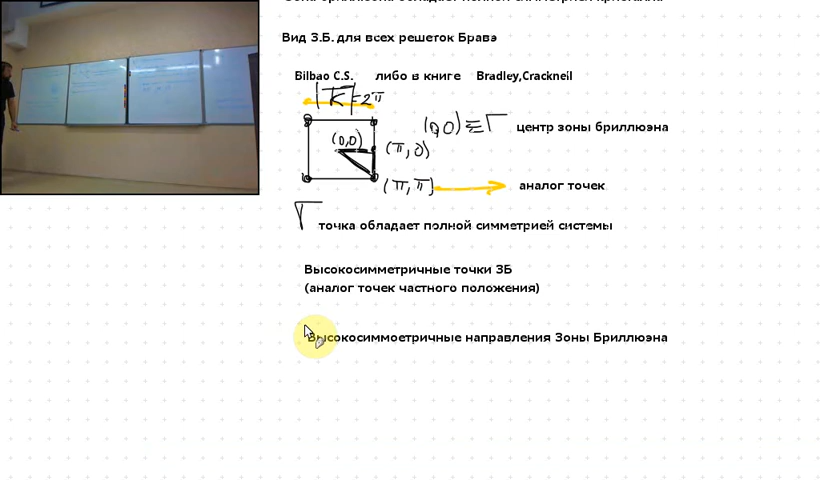 Вид З.Б. для всех решеток Бравэ
Бilbao C.S. либо в книге Bradley,Crackneil
|K|=2π
(0,0)≡Γ центр зоны бриллюэна
(0,0)
(π,0)
(π,π) аналог точек
Γ точка обладает полной симметрией системы
Высокосимметричные точки ЗБ
(аналог точек частного положения)
Высокосиммоетричные направления Зоны Бриллюэна